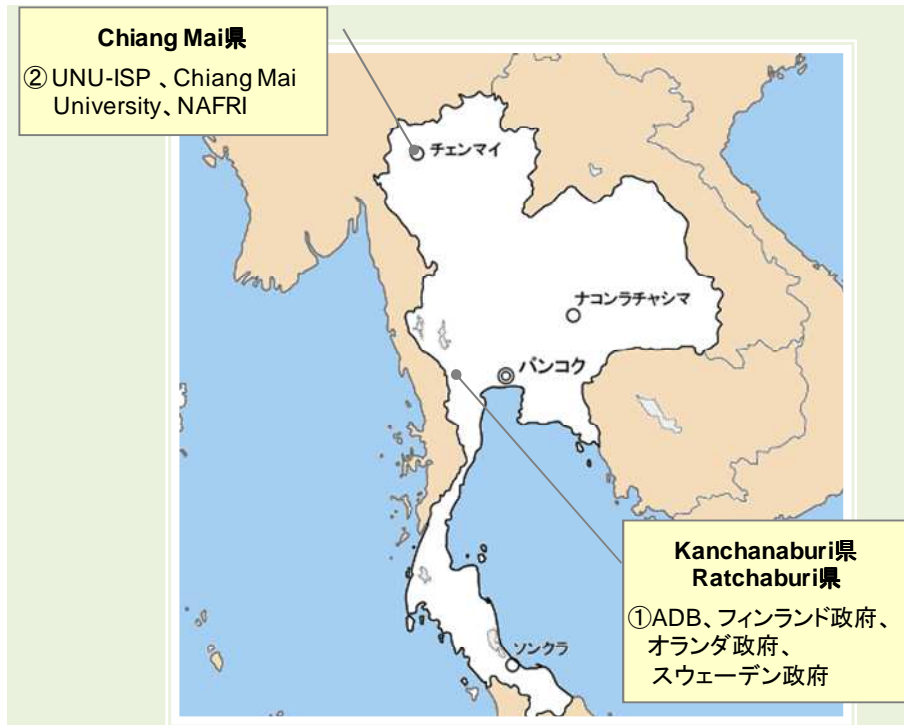 Chiang Mai県
② UNU-ISP 、Chiang Mai
University、NAFRI
チェンマイ
ナコンラチャシマ
バンコク
Kanchanaburi県
Ratchaburi県
①ADB、フィンランド政府、
オランダ政府、
スウェーデン政府
ソンクラ